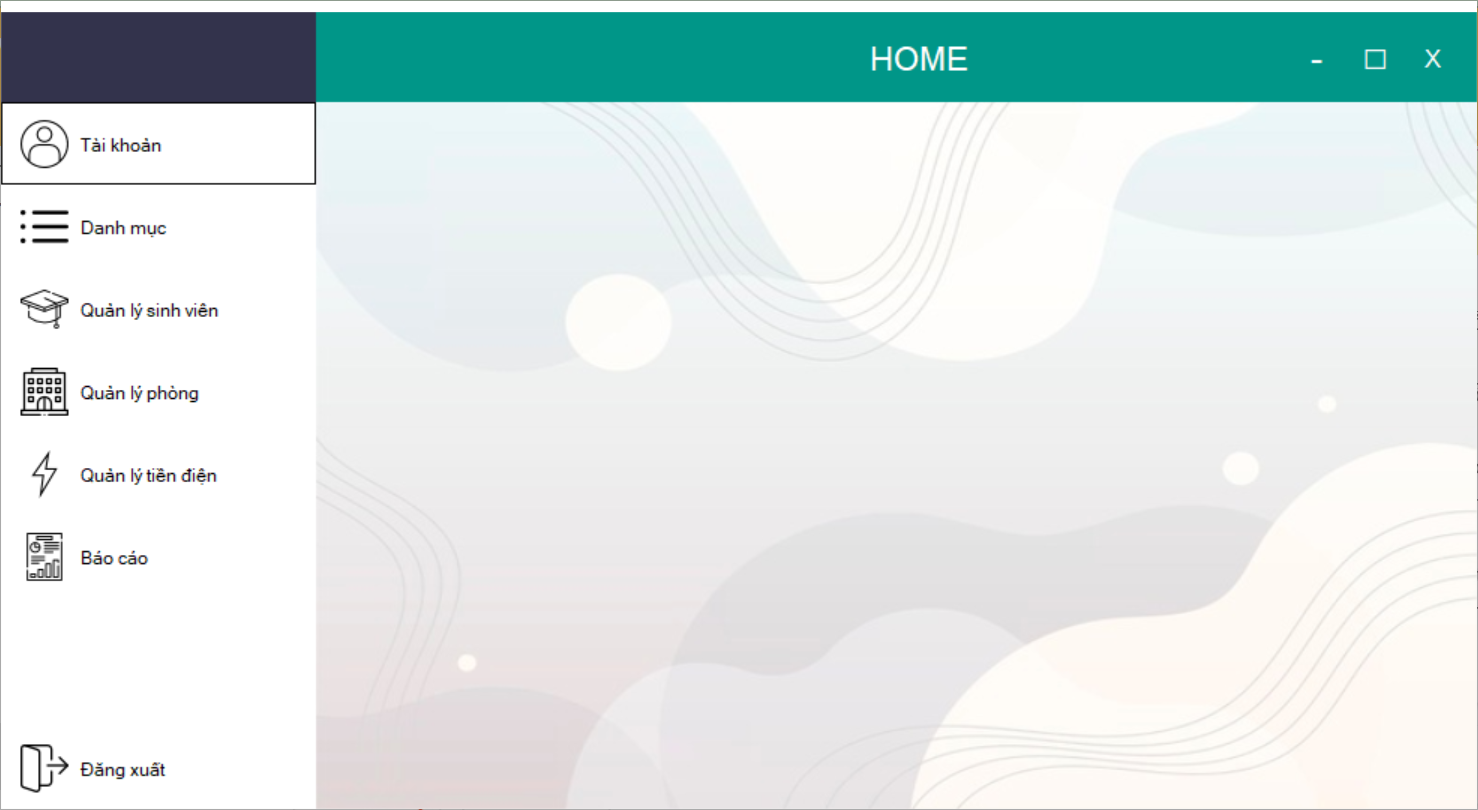 HOME
- □ X
Tài khoản
Danh mục
Quản lý sinh viên
Quản lý phòng
Quản lý tiền điện
Báo cáo
Đăng xuất